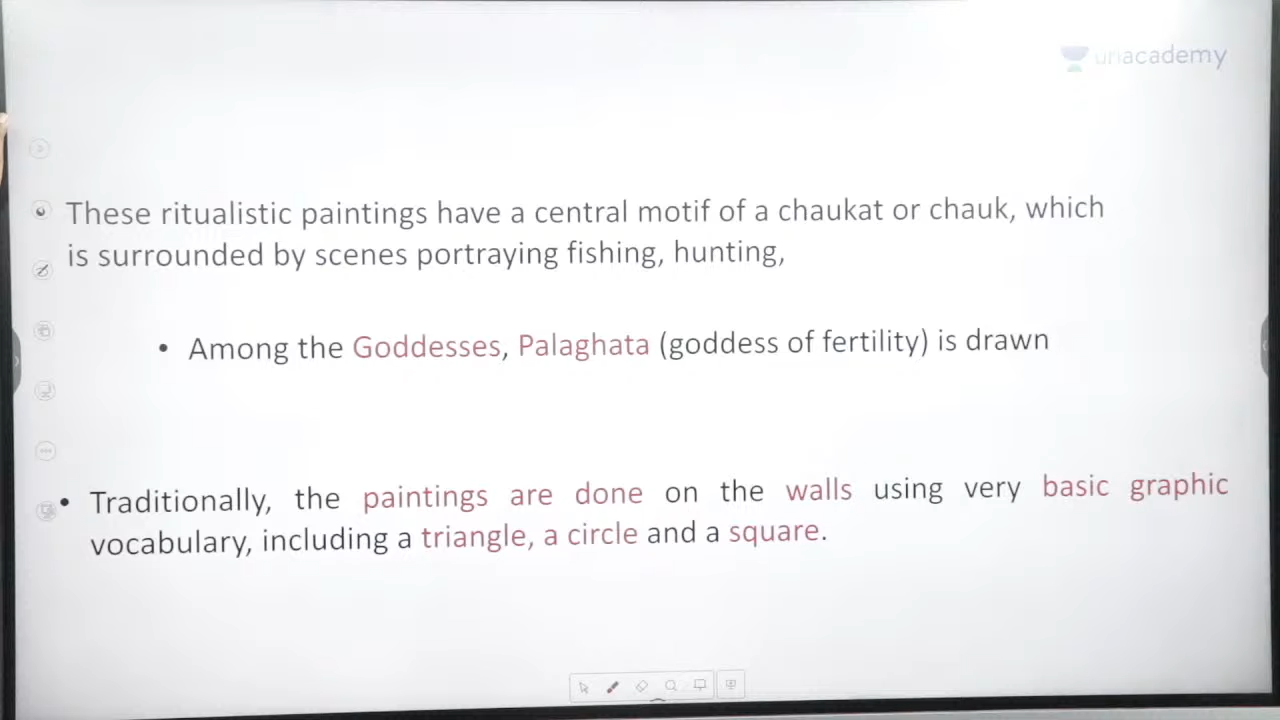 unacademy
These ritualistic paintings have a central motif of a chaukat or chauk, which
is surrounded by scenes portraying fishing, hunting,
• Among the Goddesses, Palaghata (goddess of fertility) is drawn
• Traditionally, the paintings are done on the walls using very basic graphic
vocabulary, including a triangle, a circle and a square.